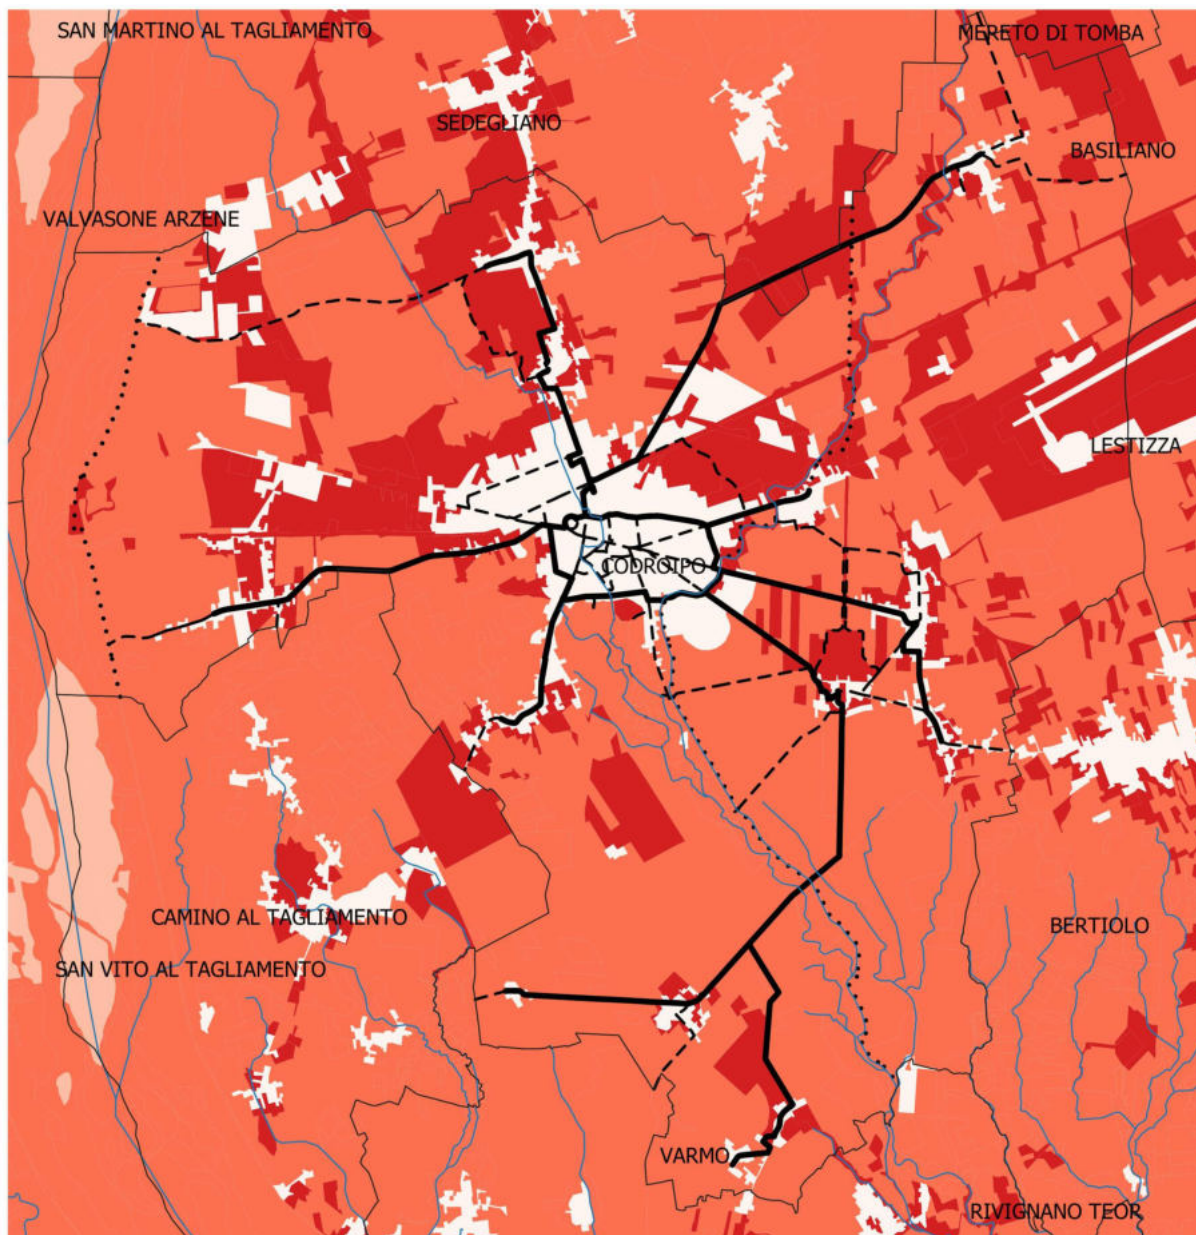 SAN MARTINO AL TAGLIAMENTO
MERETO DI TOMBA
SEDEGLIANO
BASILIANO
VALVASONE ARZENE
LESTIZZA
CODROIPO
CAMINO AL TAGLIAMENTO
BERTIOLO
SAN VITO AL TAGLIAMENTO
VARMO
RIVIGNANO TEOR